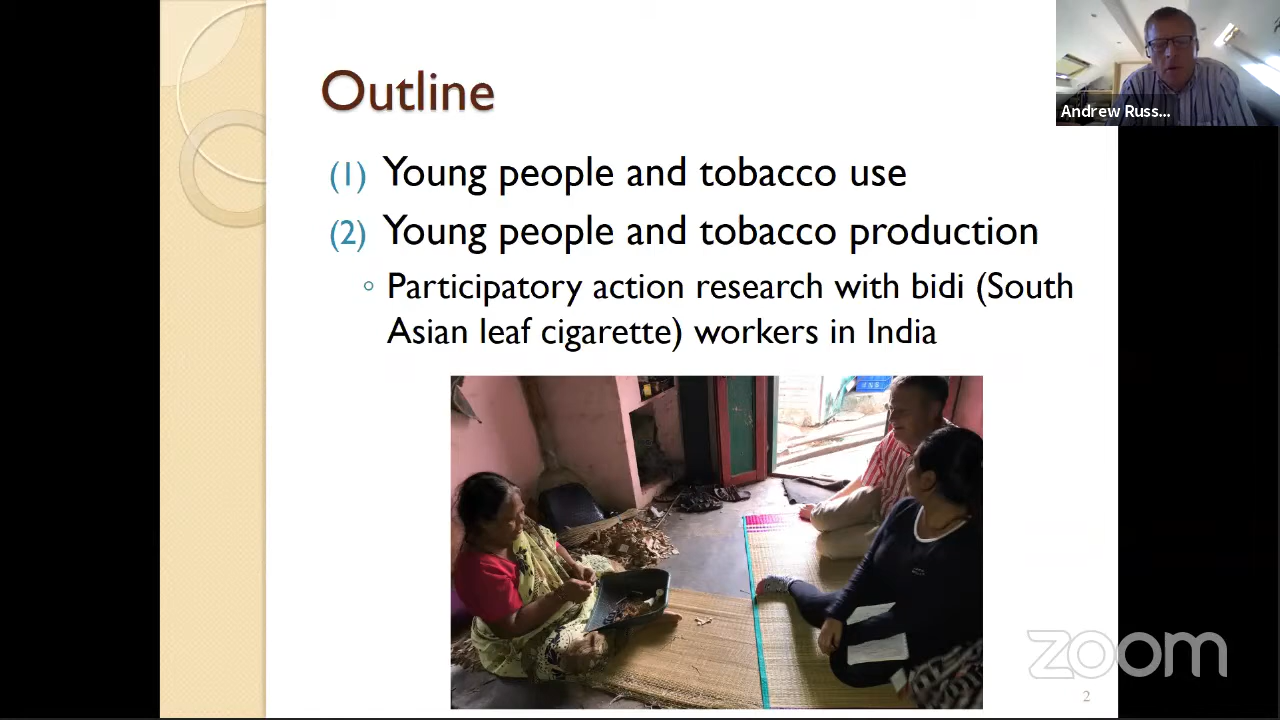 Outline
Andrew Russ...
(1) Young people and tobacco use
(2) Young people and tobacco production
◦ Participatory action research with bidi (South
Asian leaf cigarette) workers in India
zoom
2